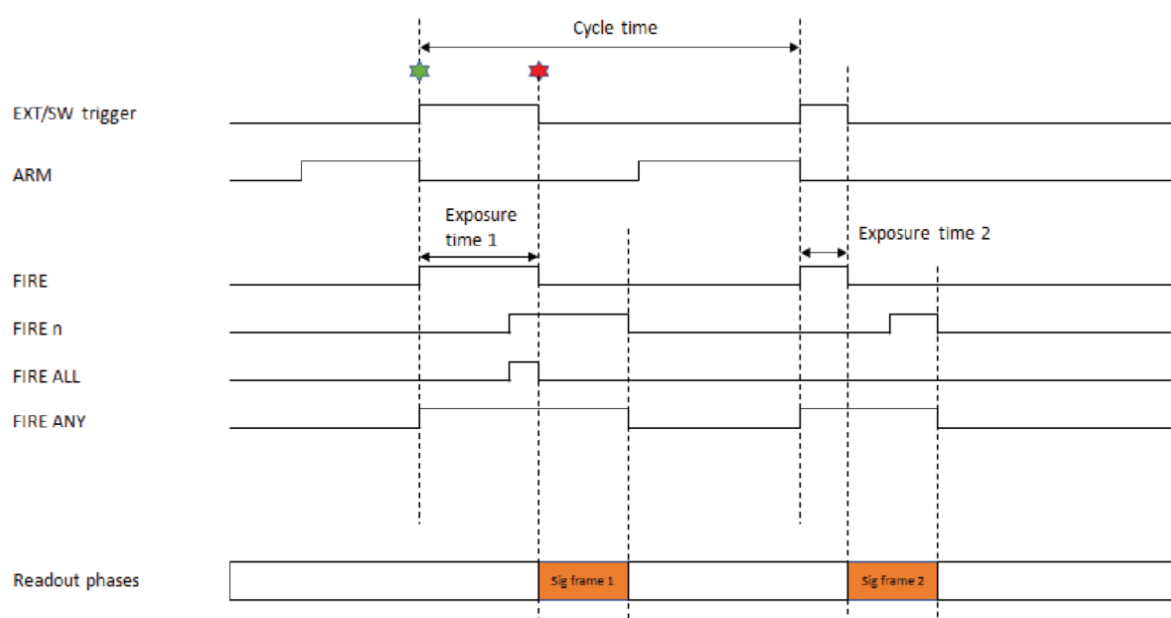 Cycle time
EXT/SW trigger
ARM
Exposure
time 1
Exposure time 2
FIRE
FIRE n
FIRE ALL
FIRE ANY
Readout phases
Sig frame 1
Sig frame 2